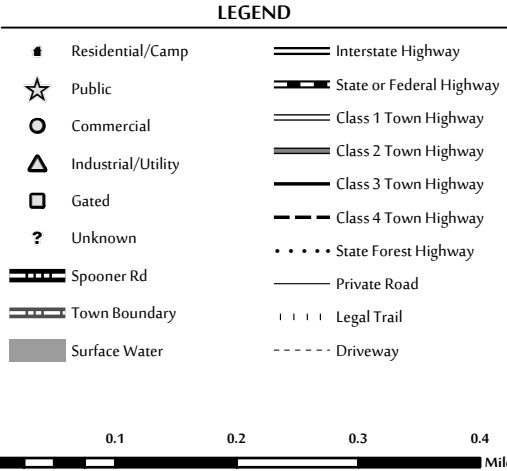 LEGEND
Residential/Camp
Public
Commercial
Industrial/Utility
Gated
? Unknown
Spooner Rd
Town Boundary
Surface Water
Interstate Highway
State or Federal Highway
Class 1 Town Highway
Class 2 Town Highway
Class 3 Town Highway
Class 4 Town Highway
State Forest Highway
Private Road
Legal Trail
Driveway
0.1 0.2 0.3 0.4